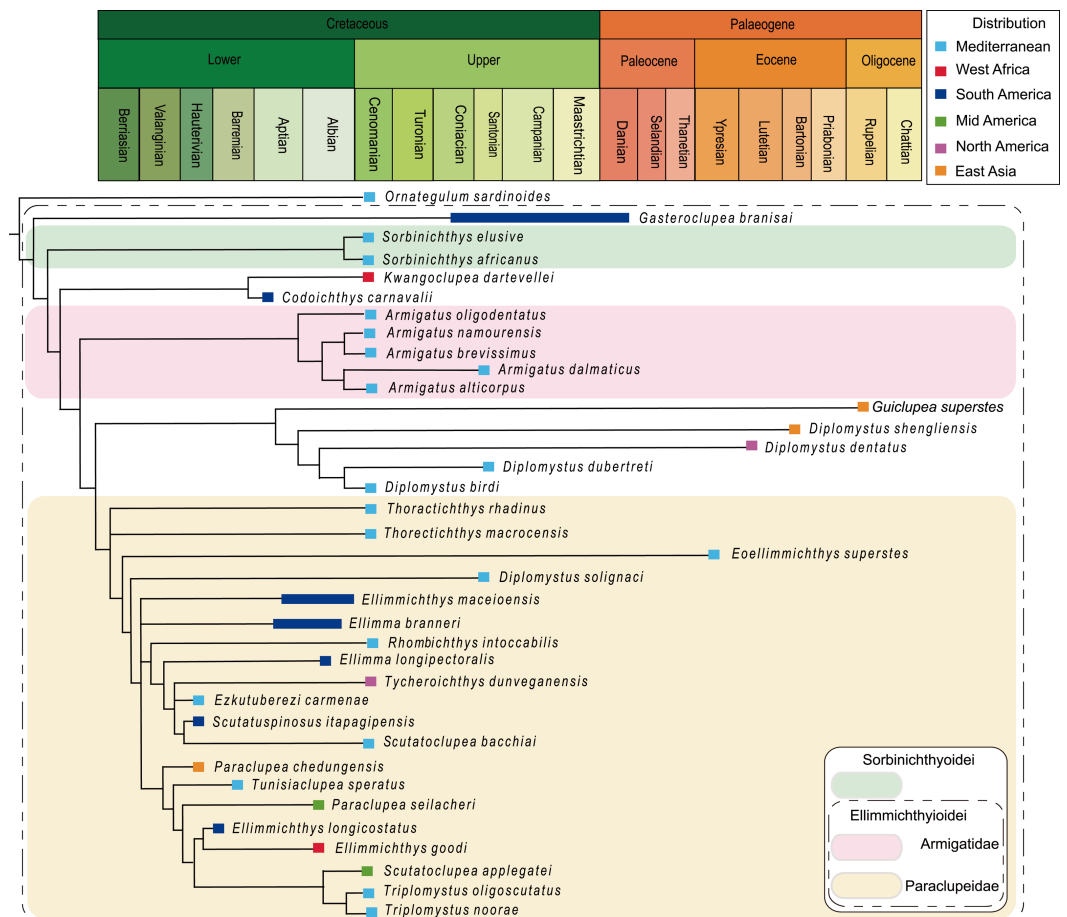 Cretaceous
Palaeogene
Lower
Upper
Paleocene
Eocene
Oligocene
Berriasian
Valanginian
Hauterivian
Barremian
Aptian
Albian
Cenomanian
Turonian
Coniacian
Santonian
Campanian
Maastrichtian
Danian
Selandian
Thanetian
Ypresian
Lutetian
Bartonian
Priabonian
Rupelian
Chattian
Distribution
Mediterranean
West Africa
South America
Mid America
North America
East Asia
Ornategulum sardinoides
Gasteroclupea branisai
Sorbinichthys elusive
Sorbinichthys africanus
Kwangoclupea dartevellei
Codoichthys carnavalii
Armigatus oligodentatus
Armigatus namourensis
Armigatus brevissimus
Armigatus dalmaticus
Armigatus alticorpus
Guiclupea superstes
Diplomystus shengliensis
Diplomystus dentatus
Diplomystus dubertreti
Diplomystus birdi
Thoractichthys rhadinus
Thorectichthys macrocensis
Eoellimmichthys superstes
Diplomystus solignaci
Ellimmichthys maceioensis
Ellimma branneri
Rhombichthys intoccabilis
Ellimma longipectoralis
Tycheroichthys dunveganensis
Ezkutuberezi carmenae
Scutatuspinosus itapagipensis
Scutatoclupea bacchiai
Paraclupea chedungensis
Tunisiaclupea speratus
Paraclupea seilacheri
Ellimmichthys longicostatus
Ellimmichthys goodi
Scutatoclupea applegatei
Triplomystus oligoscutatus
Triplomystus noorae
Sorbinichthyoidei
Ellimmichthyioidei
Armigatidae
Paraclupeidae